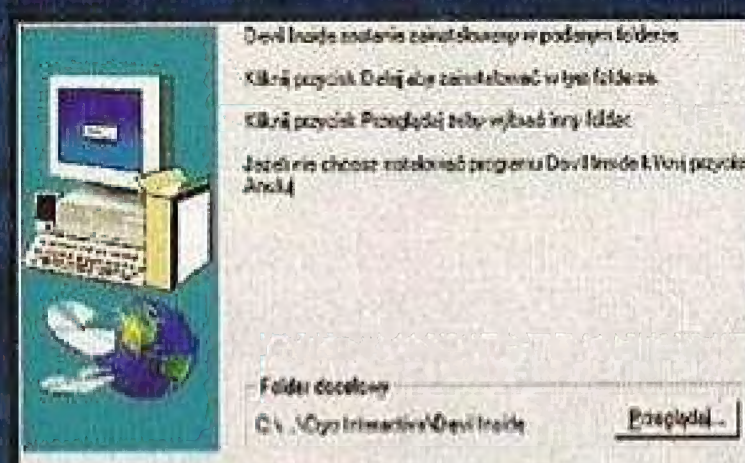 Devil Inside zostanie zainstalowany w podanym folderze.
Kliknij przycisk Dalej aby zainstalować w tym folderze.
Kliknij przycisk Przeglądaj żeby wybrać inny folder.
Jeżeli nie chcesz instalować programu Devil Inside kliknij przycisk
Anuluj
Folder docelowy
C:\...\Cryo Interactive\Devil Inside
Przeglądaj...